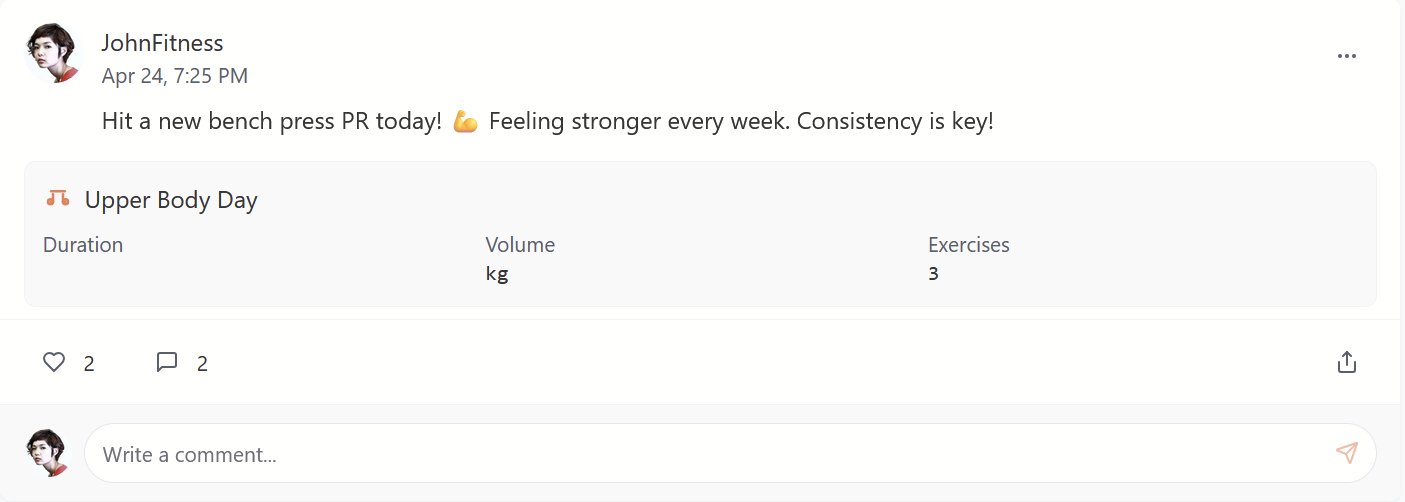 JohnFitness
Apr 24, 7:25 PM
Hit a new bench press PR today! 💪 Feeling stronger every week. Consistency is key!
Upper Body Day
Duration Volume Exercises
kg 3
2 2
Write a comment...